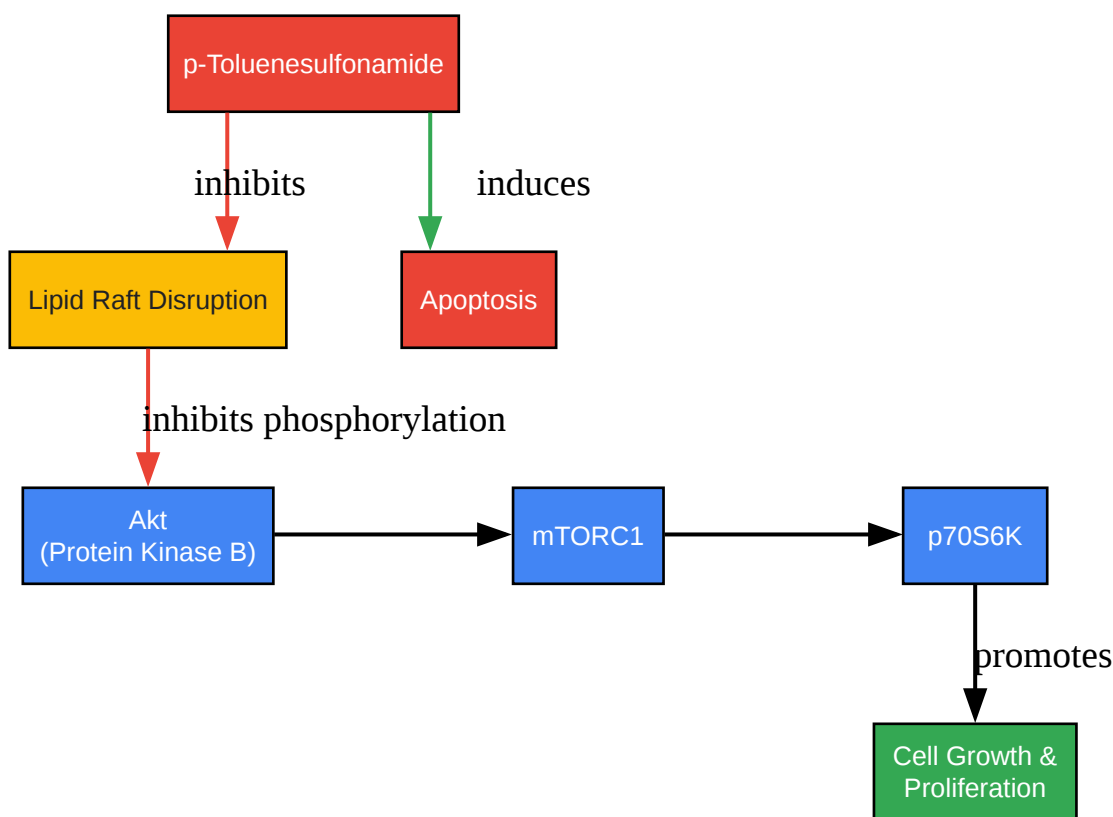 p-Toluenesulfonamide
inhibits
induces
Lipid Raft Disruption
Apoptosis
inhibits phosphorylation
Akt
(Protein Kinase B)
mTORC1
p70S6K
promotes
Cell Growth &
Proliferation